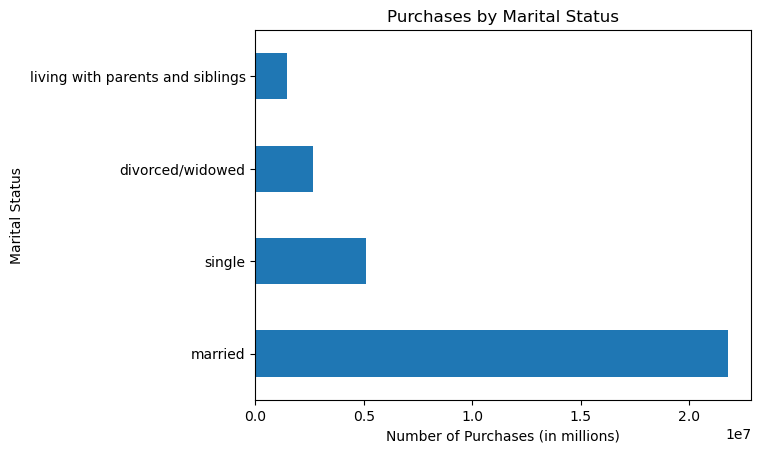 Purchases by Marital Status
living with parents and siblings
divorced/widowed
single
married
Marital Status
0.0 0.5 1.0 1.5 2.0
1e7
Number of Purchases (in millions)